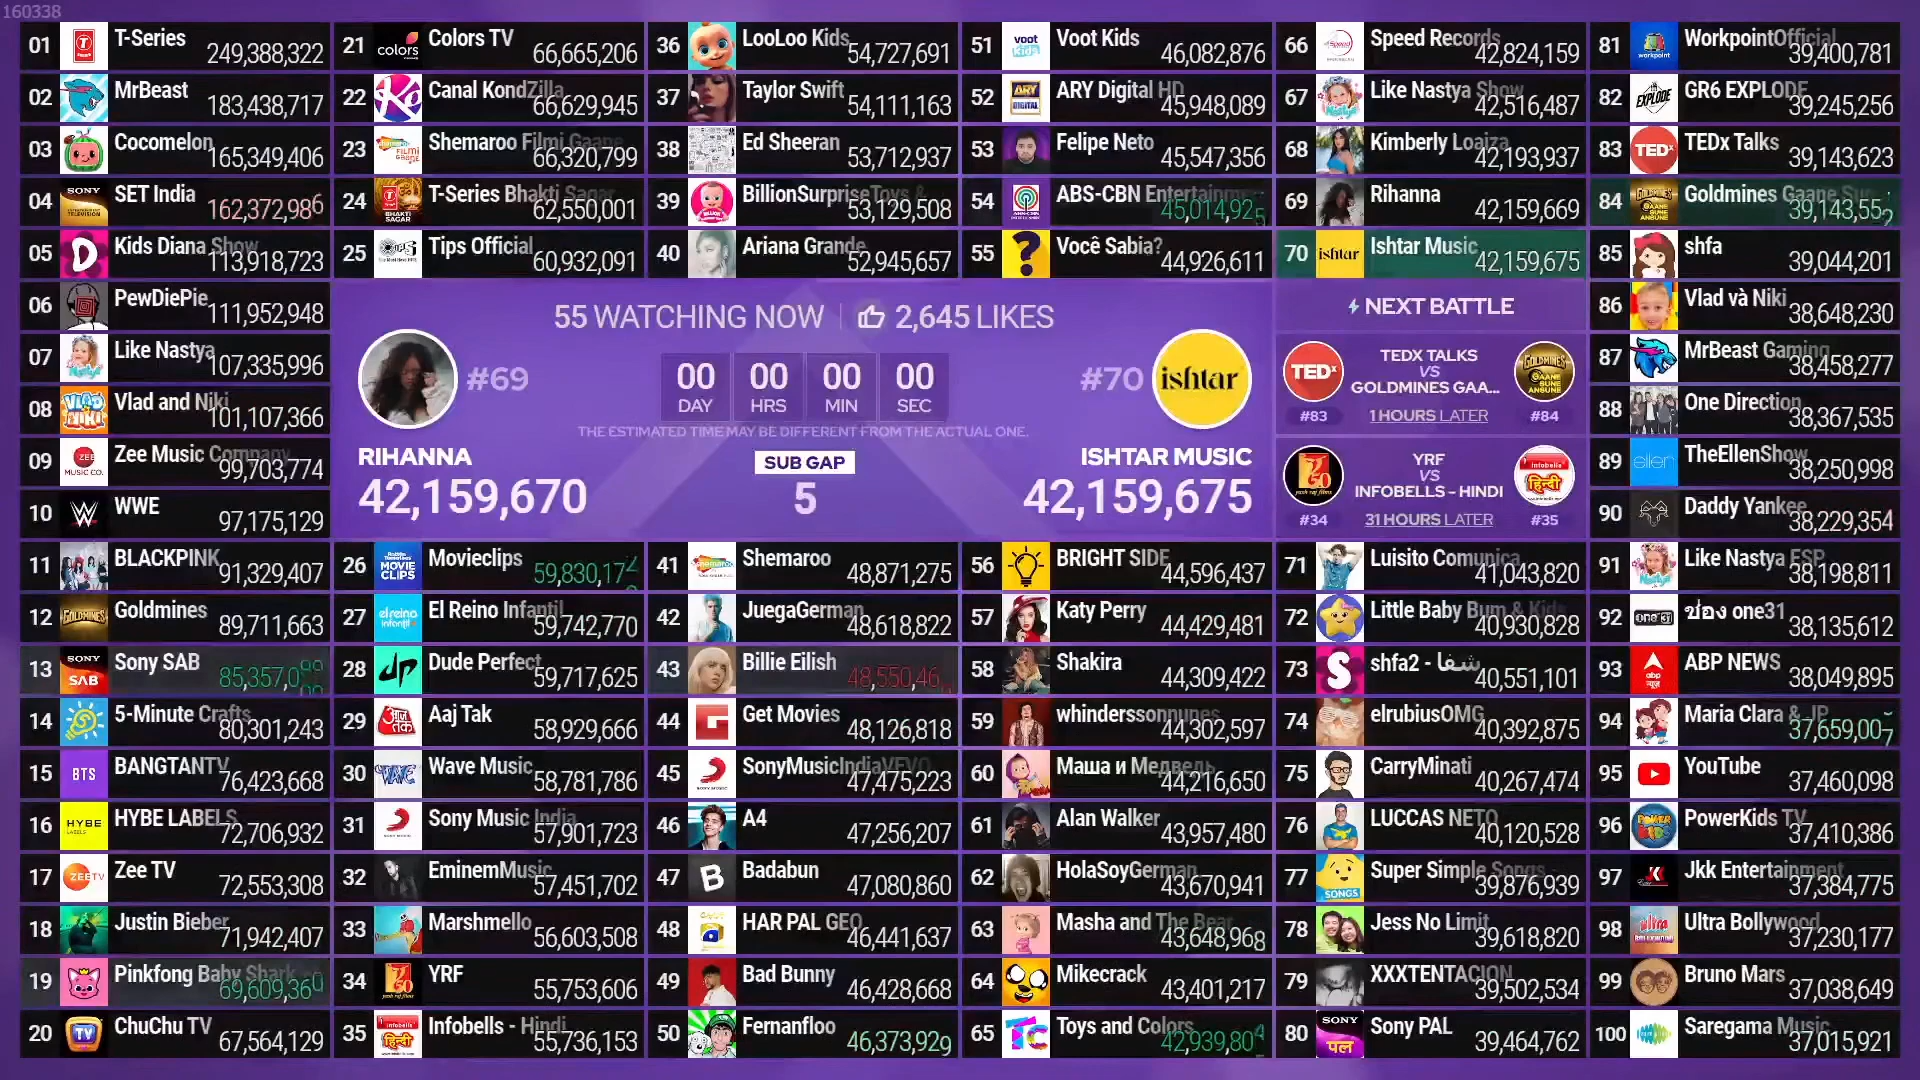 160338
01 T-Series 249,388,322
02 MrBeast 183,438,717
03 Cocomelon 165,349,406
04 SET India 162,372,986
05 Kids Diana Show 113,918,723
06 PewDiePie 111,952,948
07 Like Nastya 107,335,996
08 Vlad and Niki 101,107,366
09 Zee Music Company 99,703,774
10 WWE 97,175,129
11 BLACKPINK 91,329,407
12 Goldmines 89,711,663
13 Sony SAB
14 5-Minute Crafts 80,301,243
15 BANGTANTV 76,423,668
16 HYBE LABELS 72,706,932
17 Zee TV 72,553,308
18 Justin Bieber 71,942,407
19 Pinkfong Baby Shark 69,609,360
20 ChuChu TV 67,564,129
21 Colors TV 66,665,206
22 Canal KondZilla 66,629,945
23 Shemaroo Filmi Gaane 66,320,799
24 T-Series Bhakti Sagar 62,550,001
25 Tips Official 60,932,091
36 LooLoo Kids 54,727,691
37 Taylor Swift 54,111,163
38 Ed Sheeran 53,712,937
39 BillionSurpriseToys & 53,129,508
40 Ariana Grande 52,945,657
51 Voot Kids 46,082,876
52 ARY Digital HD 45,948,089
53 Felipe Neto 45,547,356
54 ABS-CBN Entertainme
55 Você Sabia? 44,926,611
66 Speed Records 42,824,159
67 Like Nastya Show 42,516,487
68 Kimberly Loaiza 42,193,937
69 Rihanna 42,159,669
70 Ishtar Music 42,159,675
55 WATCHING NOW 2,645 LIKES
#69
00 DAY 00 HRS 00 MIN 00 SEC
#70
ishtar
THE ESTIMATED TIME MAY BE DIFFERENT FROM THE ACTUAL ONE.
RIHANNA
42,159,670
SUB GAP
5
ISHTAR MUSIC
42,159,675
NEXT BATTLE
TEDX TALKS
VS
GOLDMINES GAA...
#83 1 HOURS LATER #84
YRF
VS
INFOBELLS - HINDI
#34 31 HOURS LATER #35
26 Movieclips
27 El Reino Infantil 59,742,770
28 Dude Perfect 59,717,625
29 Aaj Tak 58,929,666
30 Wave Music 58,781,786
31 Sony Music India 57,901,723
32 EminemMusic 57,451,702
33 Marshmello 56,603,508
34 YRF 55,753,606
35 Infobells - Hindi 55,736,153
41 Shemaroo 48,871,275
42 JuegaGerman 48,618,822
43 Billie Eilish
44 Get Movies 48,126,818
45 SonyMusicIndiaVEVO 47,475,223
46 A4 47,256,207
47 Badabun 47,080,860
48 HAR PAL GEO 46,441,637
49 Bad Bunny 46,428,668
50 Fernanfloo 46,373,929
56 BRIGHT SIDE 44,596,437
57 Katy Perry 44,429,481
58 Shakira 44,309,422
59 whinderssonnunes 44,302,597
60 Маша и Медведь 44,216,650
61 Alan Walker 43,957,480
62 HolaSoyGerman 43,670,941
63 Masha and The Bear 43,648,968
64 Mikecrack 43,401,217
65 Toys and Colors 42,939,804
71 Luisito Comunica 41,043,820
72 Little Baby Bum & Kids 40,930,828
73 shfa2 - شفا 40,551,101
74 elrubiusOMG 40,392,875
75 CarryMinati 40,267,474
76 LUCCAS NETO 40,120,528
77 Super Simple Songs - 39,876,939
78 Jess No Limit 39,618,820
79 XXXTENTACION 39,502,534
80 Sony PAL 39,464,762
81 WorkpointOfficial 39,400,781
82 GR6 EXPLODE 39,245,256
83 TEDx Talks 39,143,623
84 Goldmines Gaane Sun
85 shfa 39,044,201
86 Vlad và Niki 38,648,230
87 MrBeast Gaming 38,458,277
88 One Direction 38,367,535
89 TheEllenShow 38,250,998
90 Daddy Yankee 38,229,354
91 Like Nastya ESP 38,198,811
92 ช่อง one31 38,135,612
93 ABP NEWS 38,049,895
94 Maria Clara & JP 37,659,007
95 YouTube 37,460,098
96 PowerKids TV 37,410,386
97 Jkk Entertainment 37,384,775
98 Ultra Bollywood 37,230,177
99 Bruno Mars 37,038,649
100 Saregama Music 37,015,921